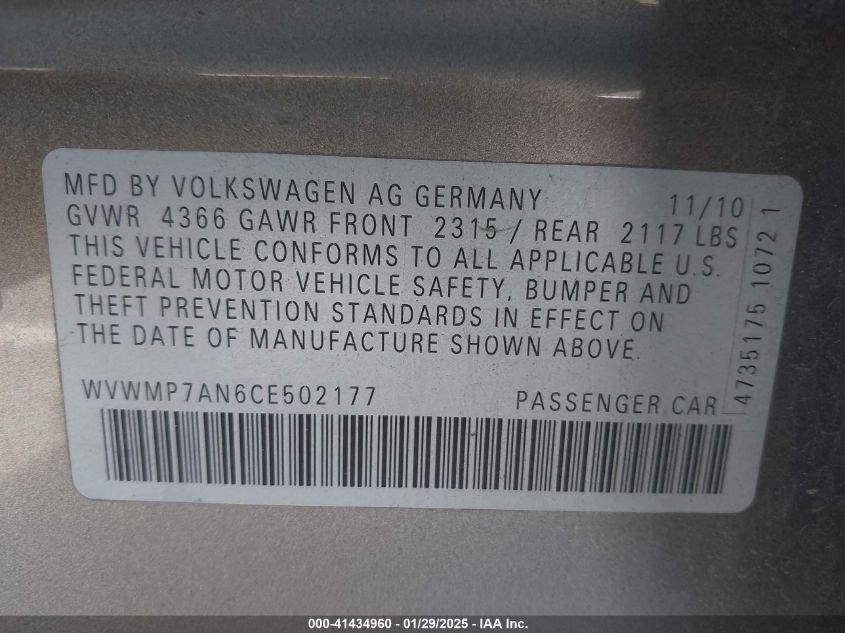 MFD BY VOLKSWAGEN AG GERMANY 11/10
GVWR 4366 GAWR FRONT 2315 / REAR 2117 LBS
THIS VEHICLE CONFORMS TO ALL APPLICABLE U.S.
FEDERAL MOTOR VEHICLE SAFETY, BUMPER AND
THEFT PREVENTION STANDARDS IN EFFECT ON
THE DATE OF MANUFACTURE SHOWN ABOVE.
WVWMP7AN6CE502177 PASSENGER CAR
4735175 1072 1
000-41434960 - 01/29/2025 - IAA Inc.